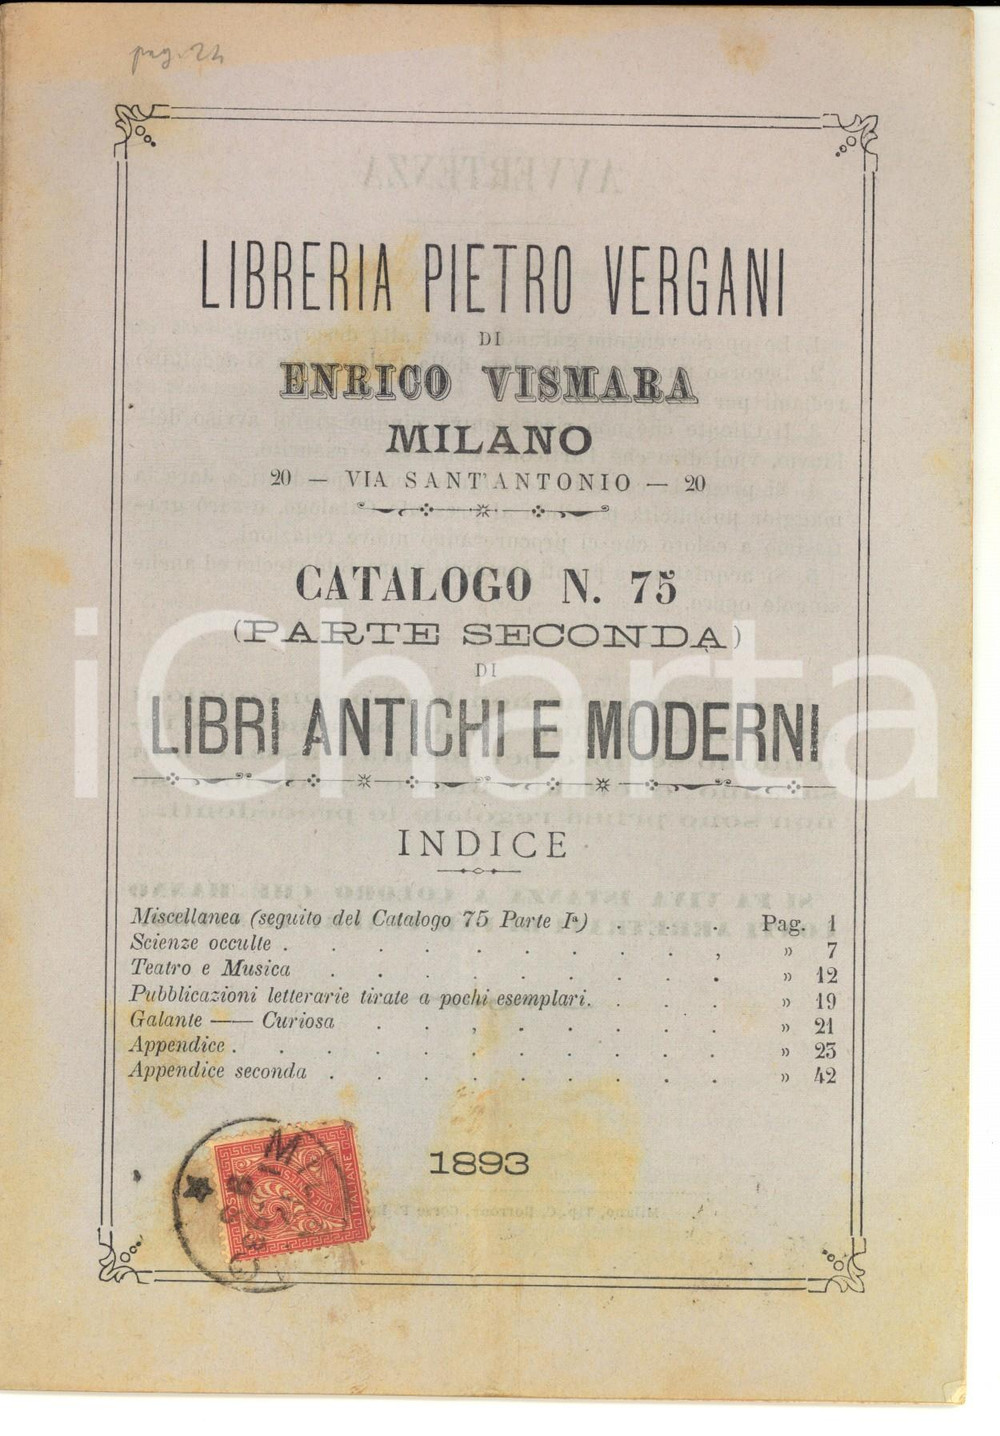 pag. 24
LIBRERIA PIETRO VERGANI
DI
ENRICO VISMARA
MILANO
20 — VIA SANT'ANTONIO — 20
CATALOGO N. 75
(PARTE SECONDA)
DI
LIBRI ANTICHI E MODERNI
iCharta
INDICE
Miscellanea (seguito del Catalogo 75 Parte Iª) . . . Pag. 1
Scienze occulte . . . . . . . . . , » 7
Teatro e Musica . . . . . . . . . » 12
Pubblicazioni letterarie tirate a pochi esemplari. . . . » 19
Galante —— Curiosa . . , . . . . . » 21
Appendice . . . . . . . . . . . » 23
Appendice seconda . . . . . . . . . » 42
1893